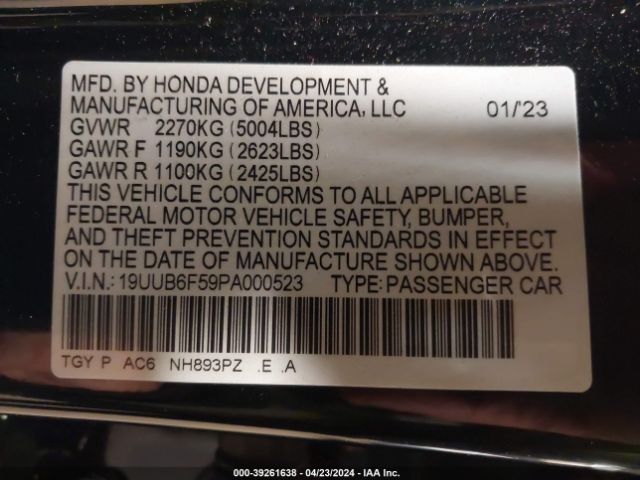 MFD. BY HONDA DEVELOPMENT &
MANUFACTURING OF AMERICA, LLC 01/23
GVWR 2270KG (5004LBS)
GAWR F 1190KG (2623LBS)
GAWR R 1100KG (2425LBS)
THIS VEHICLE CONFORMS TO ALL APPLICABLE
FEDERAL MOTOR VEHICLE SAFETY, BUMPER,
AND THEFT PREVENTION STANDARDS IN EFFECT
ON THE DATE OF MANUFACTURE SHOWN ABOVE.
V.I.N.: 19UUB6F59PA000523 TYPE: PASSENGER CAR
TGY P AC6 NH893PZ .E .A
000-39261638 - 04/23/2024 - IAA Inc.